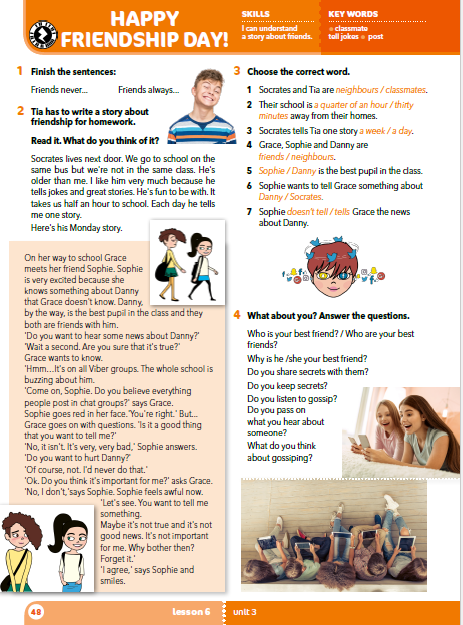 HAPPY
FRIENDSHIP DAY!
SKILLS
I can understand
a story about friends.
KEY WORDS
classmate
tell jokes • post
1 Finish the sentences:
Friends never... Friends always...
2 Tia has to write a story about
friendship for homework.
Read it. What do you think of it?
Socrates lives next door. We go to school on the
same bus but we're not in the same class. He's
older than me. I like him very much because he
tells jokes and great stories. He's fun to be with. It
takes us half an hour to school. Each day he tells
me one story.
Here's his Monday story.
On her way to school Grace
meets her friend Sophie. Sophie
is very excited because she
knows something about Danny
that Grace doesn't know. Danny,
by the way, is the best pupil in the class and they
both are friends with him.
'Do you want to hear some news about Danny?'
'Wait a second. Are you sure that it's true?'
Grace wants to know.
'Hmm...It's on all Viber groups. The whole school is
buzzing about him.
'Come on, Sophie. Do you believe everything
people post in chat groups?' says Grace.
Sophie goes red in her face.'You're right.' But...
Grace goes on with questions. 'Is it a good thing
that you want to tell me?'
'No, it isn't. It's very, very bad,' Sophie answers.
'Do you want to hurt Danny?'
'Of course, not. I'd never do that.'
'Ok. Do you think it's important for me?' asks Grace.
'No, I don't,'says Sophie. Sophie feels awful now.
'Let's see. You want to tell me
something.
Maybe it's not true and it's not
good news. It's not important
for me. Why bother then?
Forget it.'
'I agree,' says Sophie and
smiles.
3 Choose the correct word.
1 Socrates and Tia are neighbours / classmates.
2 Their school is a quarter of an hour / thirty
minutes away from their homes.
3 Socrates tells Tia one story a week / a day.
4 Grace, Sophie and Danny are
friends / neighbours.
5 Sophie / Danny is the best pupil in the class.
6 Sophie wants to tell Grace something about
Danny / Socrates.
7 Sophie doesn't tell / tells Grace the news
about Danny.
4 What about you? Answer the questions.
Who is your best friend? / Who are your best
friends?
Why is he /she your best friend?
Do you share secrets with them?
Do you keep secrets?
Do you listen to gossip?
Do you pass on
what you hear about
someone?
What do you think
about gossiping?
48 lesson 6 unit 3